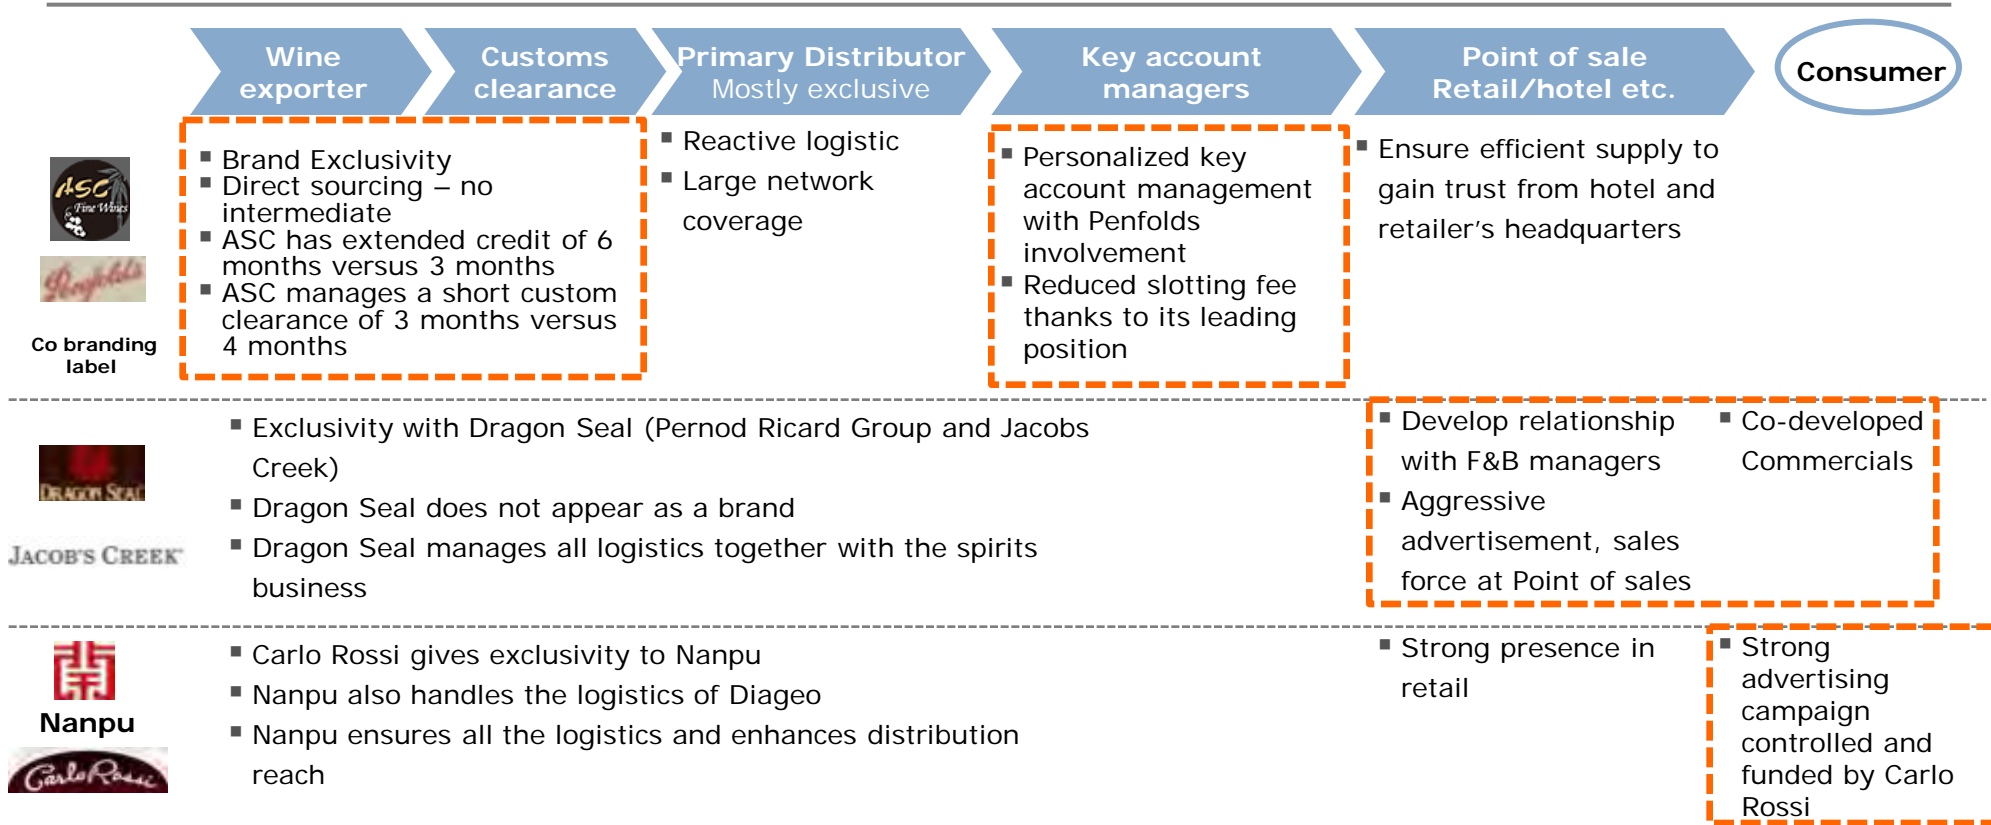 Wine
exporter
Customs
clearance
Primary Distributor
Mostly exclusive
Key account
managers
Point of sale
Retail/hotel etc.
Consumer
ASC
Fine Wines
Penfolds
Co branding
label
▪ Brand Exclusivity
▪ Direct sourcing – no
intermediate
▪ ASC has extended credit of 6
months versus 3 months
▪ ASC manages a short custom
clearance of 3 months versus
4 months
▪ Reactive logistic
▪ Large network
coverage
▪ Personalized key
account management
with Penfolds
involvement
▪ Reduced slotting fee
thanks to its leading
position
▪ Ensure efficient supply to
gain trust from hotel and
retailer’s headquarters
DRAGON SEAL
JACOB'S CREEK
▪ Exclusivity with Dragon Seal (Pernod Ricard Group and Jacobs
Creek)
▪ Dragon Seal does not appear as a brand
▪ Dragon Seal manages all logistics together with the spirits
business
▪ Develop relationship
with F&B managers
▪ Aggressive
advertisement, sales
force at Point of sales
▪ Co-developed
Commercials
Nanpu
Carlo Rossi
▪ Carlo Rossi gives exclusivity to Nanpu
▪ Nanpu also handles the logistics of Diageo
▪ Nanpu ensures all the logistics and enhances distribution
reach
▪ Strong presence in
retail
▪ Strong
advertising
campaign
controlled and
funded by Carlo
Rossi